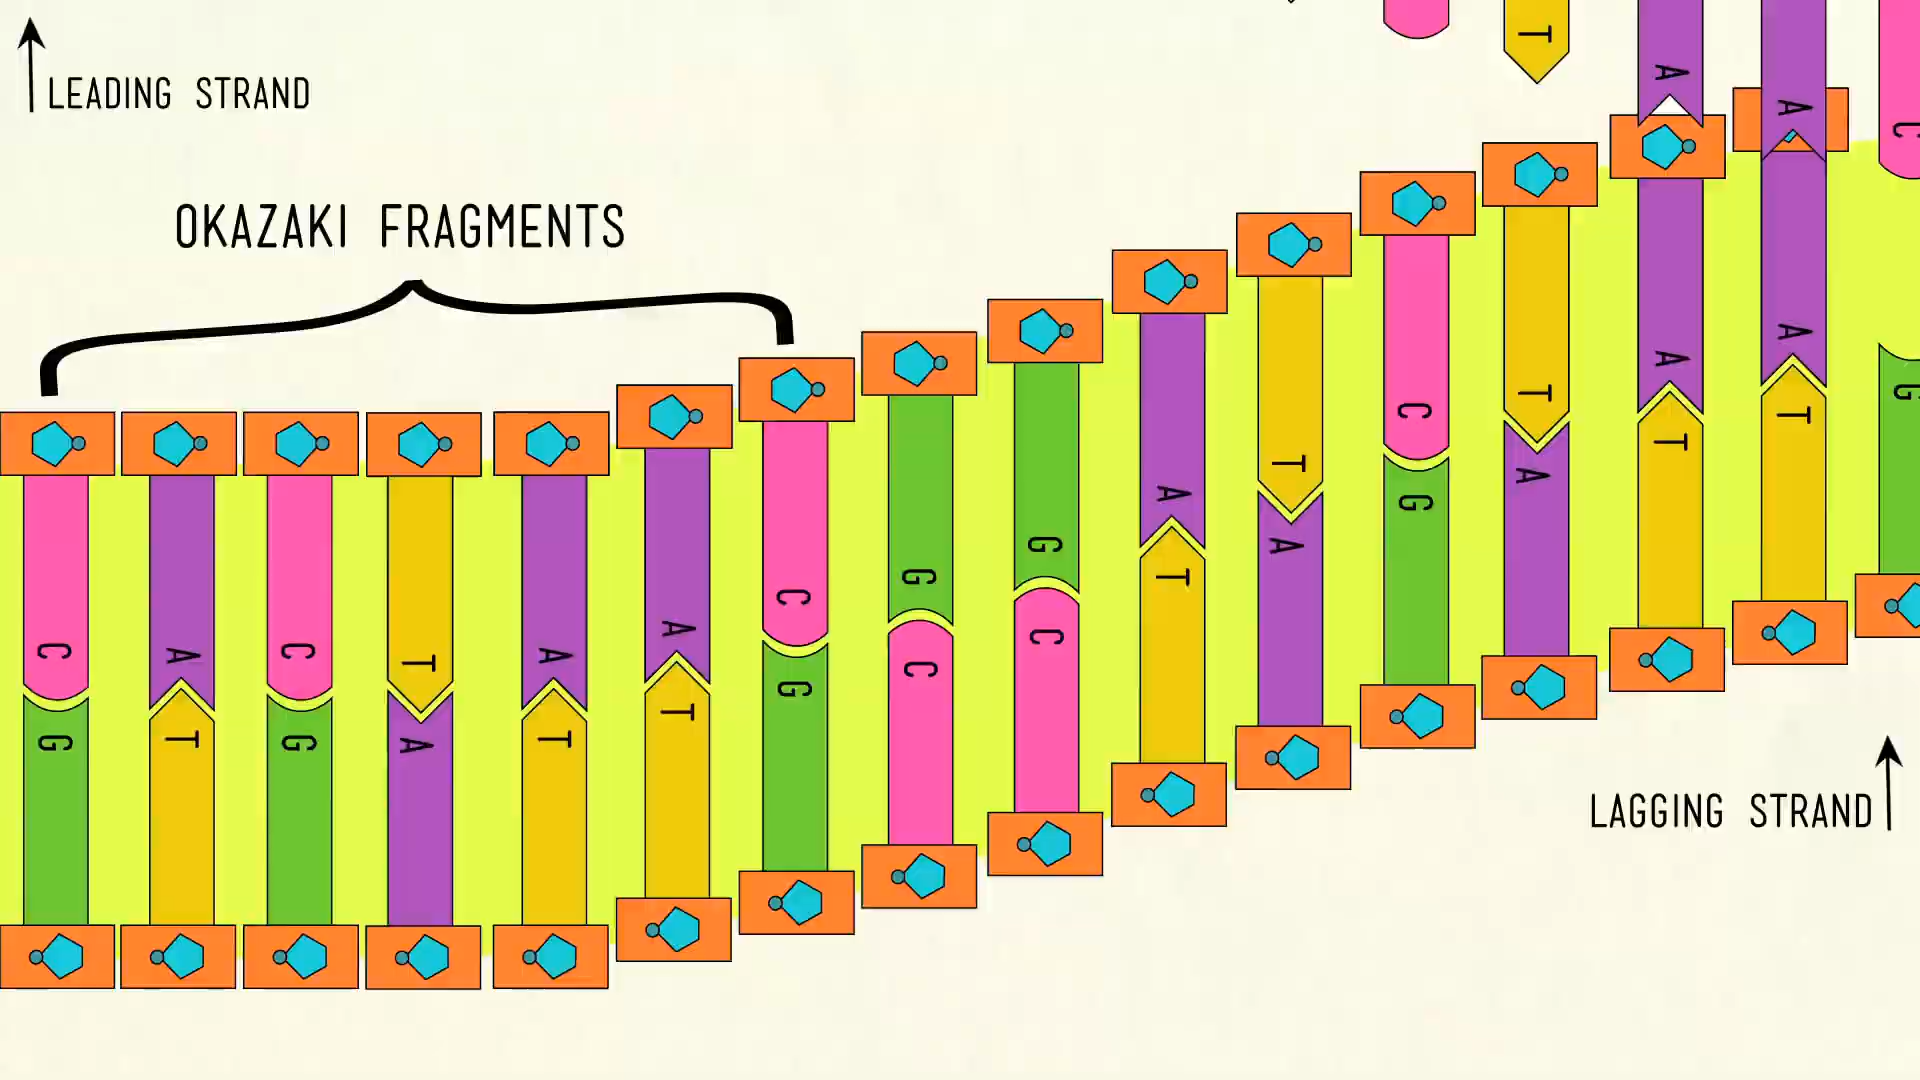 LEADING STRAND
OKAZAKI FRAGMENTS
T
A
A
C
C A C T A A C G G A T C T A A
G T G A T T G C C T A G A T T G
LAGGING STRAND